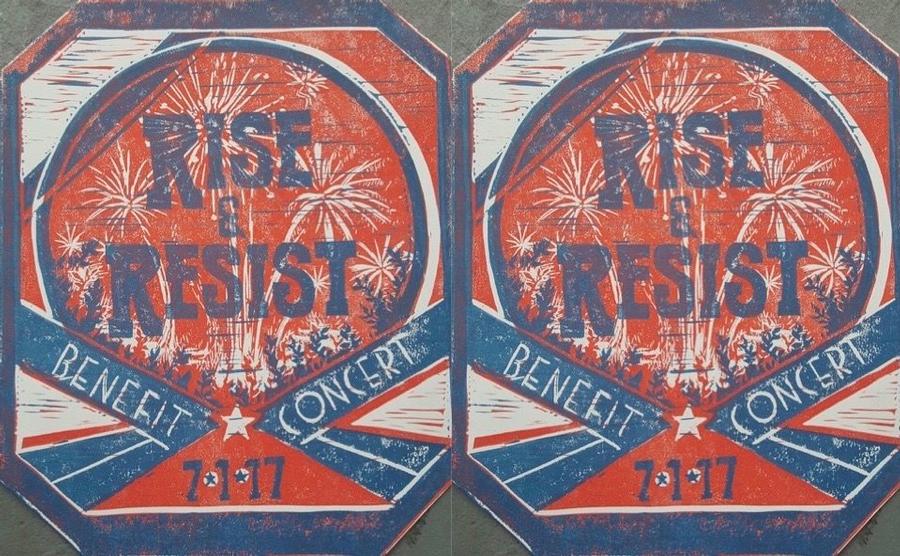 RISE
&
RESIST
BENEFIT CONCERT
7·1·17
RISE
&
RESIST
BENEFIT CONCERT
7·1·17